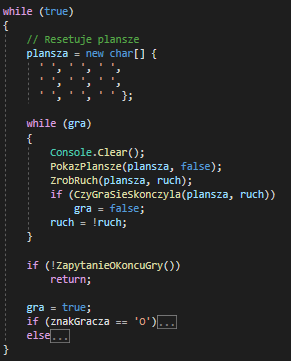 while (true)
{
// Resetuje plansze
plansza = new char[] {
' ', ' ', ' ',
' ', ' ', ' ',
' ', ' ', ' ' };
while (gra)
{
Console.Clear();
PokazPlansze(plansza, false);
ZrobRuch(plansza, ruch);
if (CzyGraSieSkonczyla(plansza, ruch))
gra = false;
ruch = !ruch;
}
if (!ZapytanieOKoncuGry())
return;
gra = true;
if (znakGracza == 'O')...
else...
}